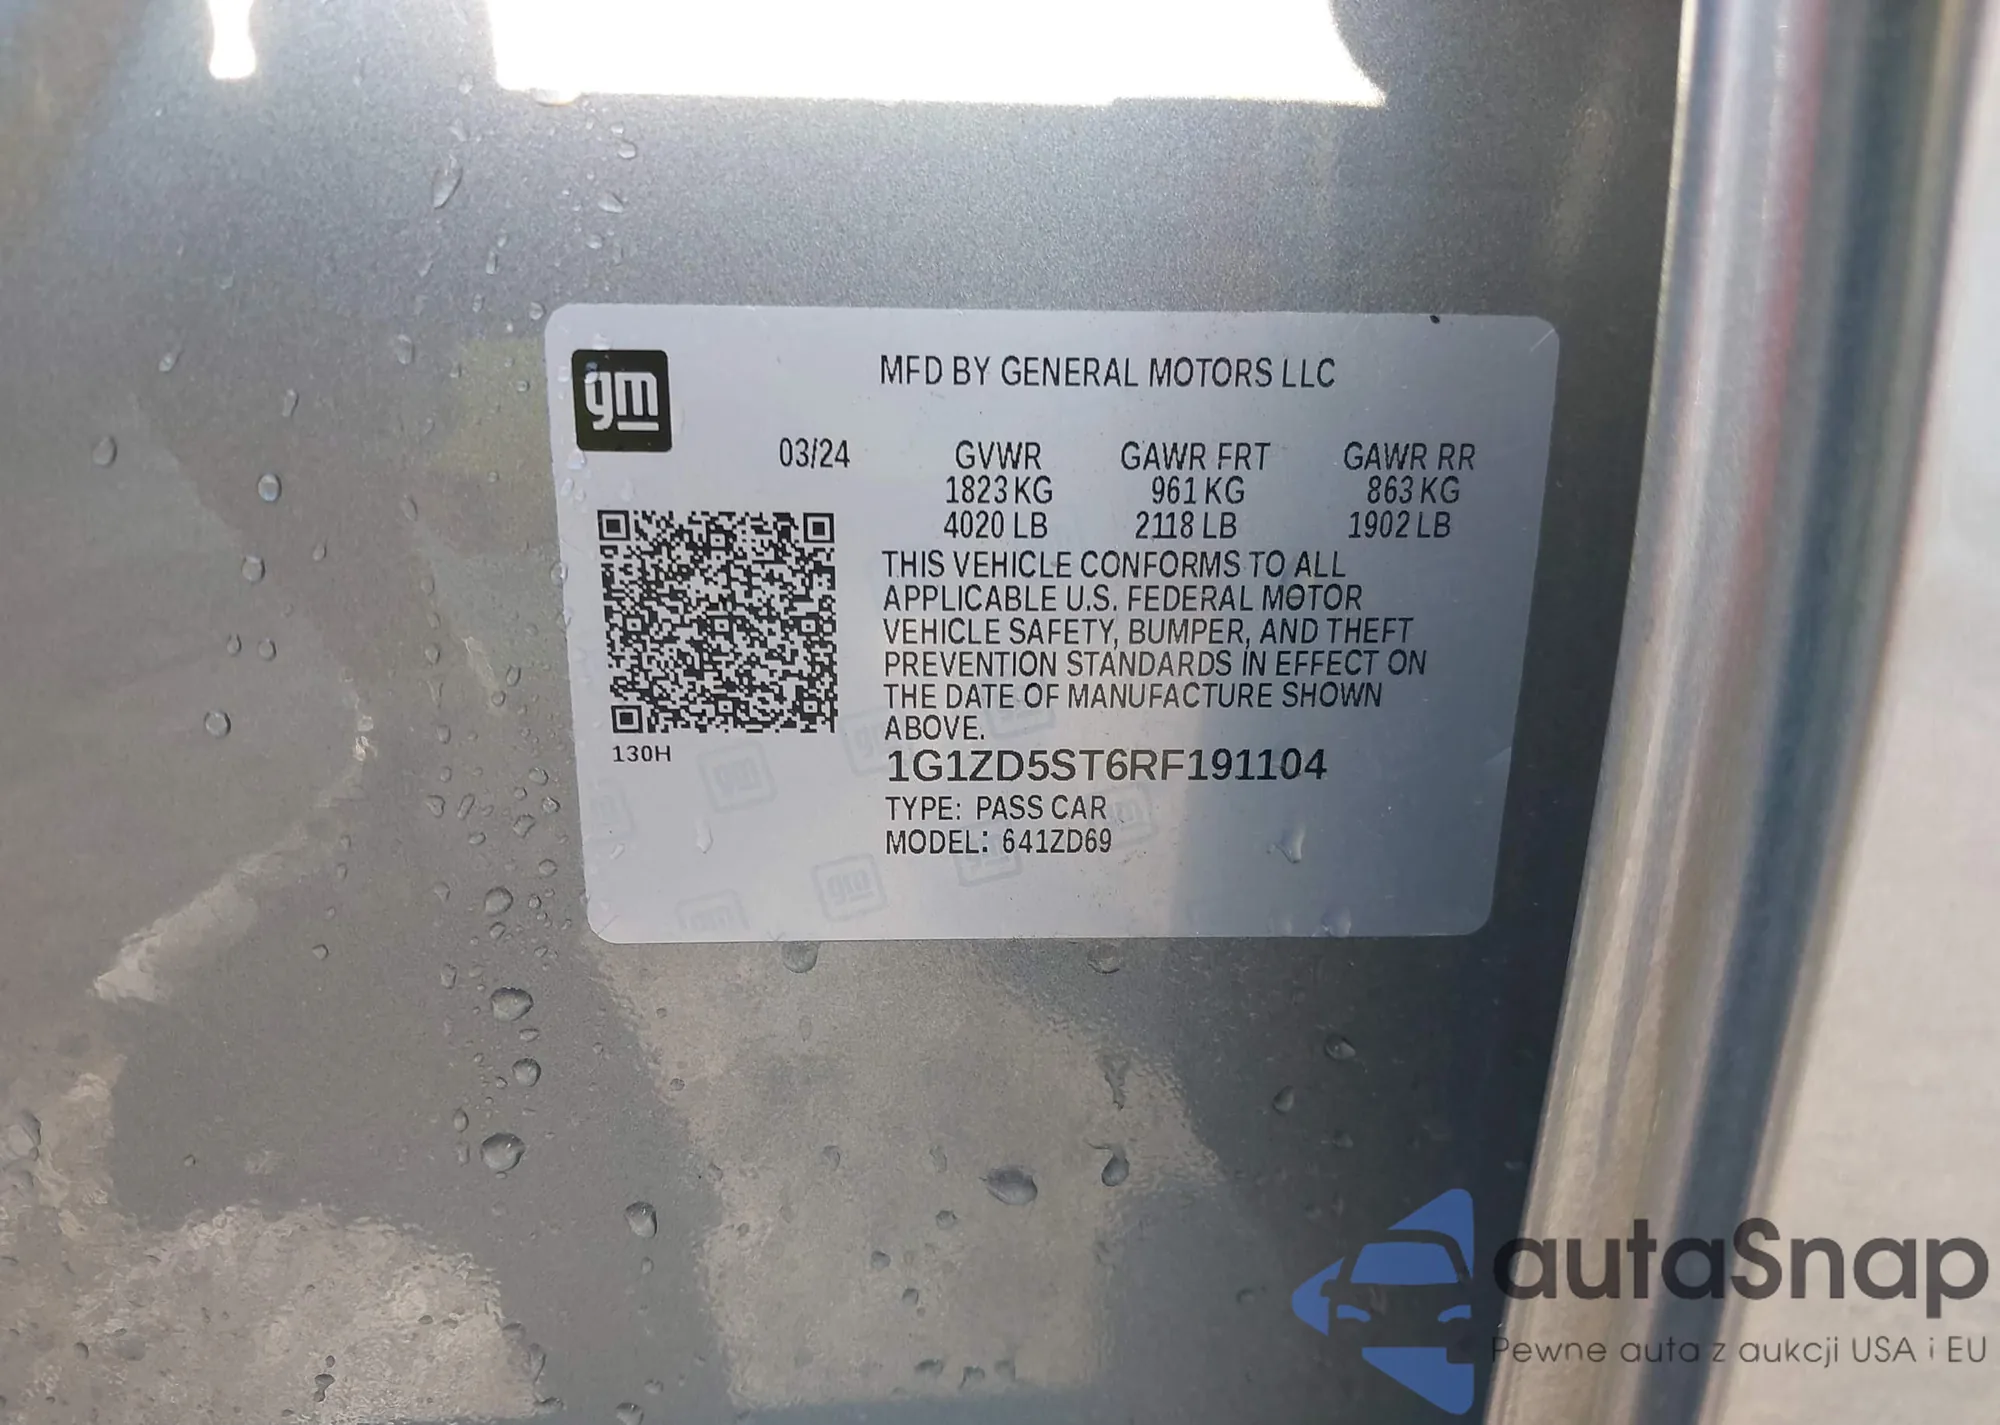 gm
MFD BY GENERAL MOTORS LLC
03/24 GVWR GAWR FRT GAWR RR
1823 KG 961 KG 863 KG
4020 LB 2118 LB 1902 LB
THIS VEHICLE CONFORMS TO ALL
APPLICABLE U.S. FEDERAL MOTOR
VEHICLE SAFETY, BUMPER, AND THEFT
PREVENTION STANDARDS IN EFFECT ON
THE DATE OF MANUFACTURE SHOWN
ABOVE.
130H
1G1ZD5ST6RF191104
TYPE: PASS CAR
MODEL: 641ZD69
autaSnap
Pewne auta z aukcji USA i EU